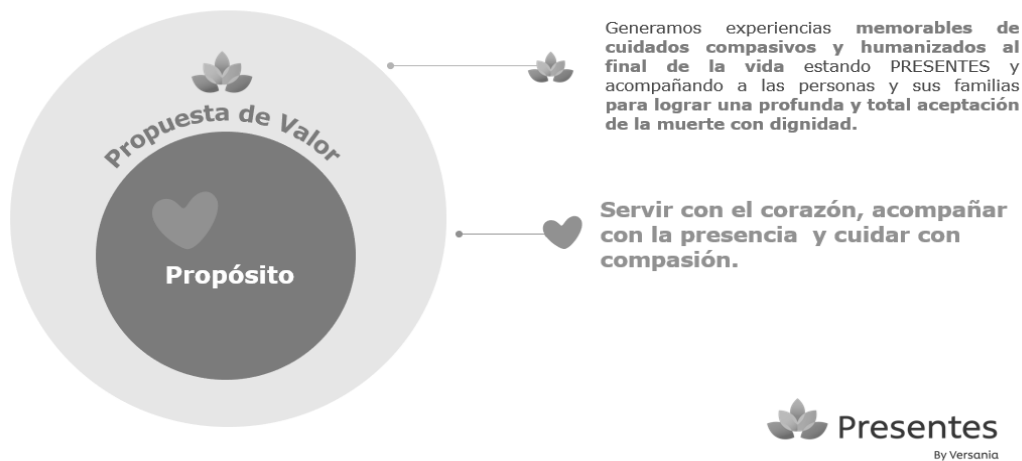 Propuesta de Valor
Propósito
Generamos experiencias memorables de
cuidados compasivos y humanizados al
final de la vida estando PRESENTES y
acompañando a las personas y sus familias
para lograr una profunda y total aceptación
de la muerte con dignidad.
Servir con el corazón, acompañar
con la presencia y cuidar con
compasión.
Presentes
By Versania